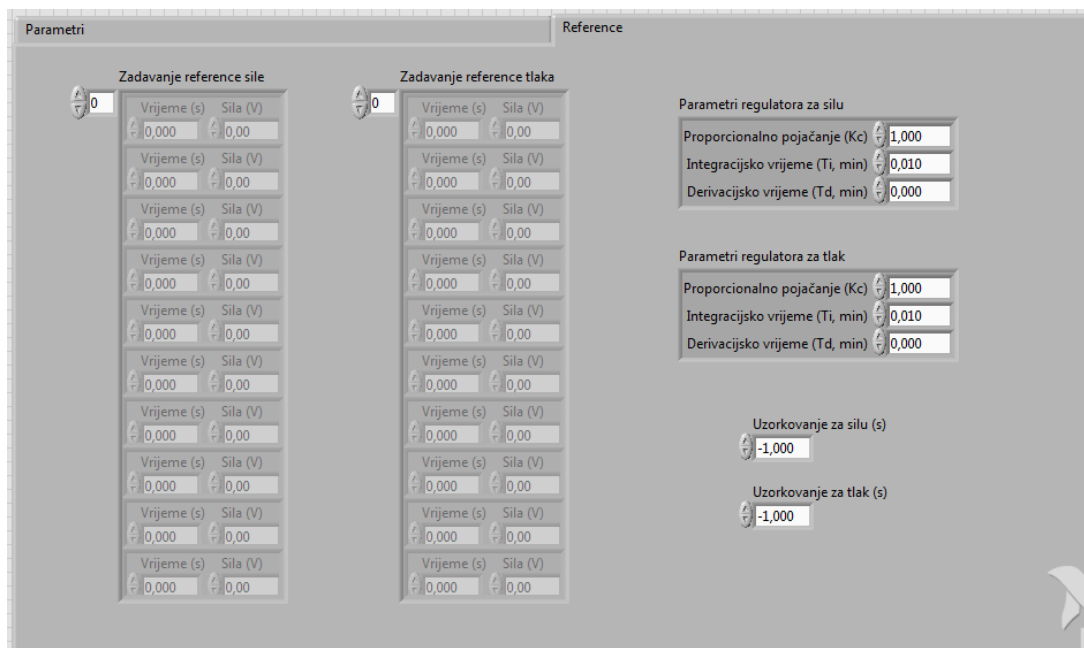 Parametri
Reference
Zadavanje reference sile
0
Vrijeme (s) Sila (V)
0,000 0,00
Vrijeme (s) Sila (V)
0,000 0,00
Vrijeme (s) Sila (V)
0,000 0,00
Vrijeme (s) Sila (V)
0,000 0,00
Vrijeme (s) Sila (V)
0,000 0,00
Vrijeme (s) Sila (V)
0,000 0,00
Vrijeme (s) Sila (V)
0,000 0,00
Vrijeme (s) Sila (V)
0,000 0,00
Vrijeme (s) Sila (V)
0,000 0,00
Vrijeme (s) Sila (V)
0,000 0,00
Zadavanje reference tlaka
0
Vrijeme (s) Sila (V)
0,000 0,00
Vrijeme (s) Sila (V)
0,000 0,00
Vrijeme (s) Sila (V)
0,000 0,00
Vrijeme (s) Sila (V)
0,000 0,00
Vrijeme (s) Sila (V)
0,000 0,00
Vrijeme (s) Sila (V)
0,000 0,00
Vrijeme (s) Sila (V)
0,000 0,00
Vrijeme (s) Sila (V)
0,000 0,00
Vrijeme (s) Sila (V)
0,000 0,00
Vrijeme (s) Sila (V)
0,000 0,00
Parametri regulatora za silu
Proporcionalno pojačanje (Kc) 1,000
Integracijsko vrijeme (Ti, min) 0,010
Derivacijsko vrijeme (Td, min) 0,000
Parametri regulatora za tlak
Proporcionalno pojačanje (Kc) 1,000
Integracijsko vrijeme (Ti, min) 0,010
Derivacijsko vrijeme (Td, min) 0,000
Uzorkovanje za silu (s)
-1,000
Uzorkovanje za tlak (s)
-1,000